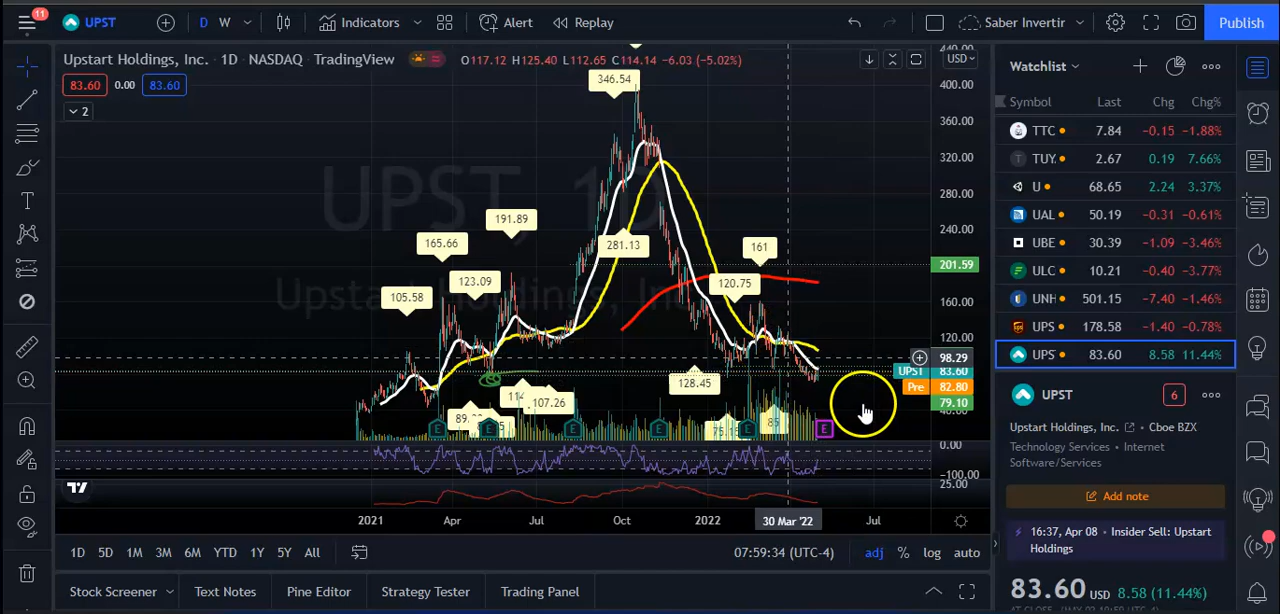 11
UPST
D W
Indicators
Alert
Replay
Saber Invertir
Publish
Upstart Holdings, Inc. • 1D • NASDAQ • TradingView
O117.12 H125.40 L112.65 C114.14 -6.03 (-5.02%)
83.60 0.00 83.60
2
USD
440.00
400.00
360.00
320.00
280.00
240.00
201.59
160.00
120.00
98.29
UPST 83.60
Pre 82.80
79.10
40.00
0.00
-100.00
25.00
UPST, 1D
Upstart Holdings, Inc.
346.54
191.89
165.66
281.13
161
123.09
120.75
105.58
128.45
107.26
85
E E E E E E
2021 Apr Jul Oct 2022 30 Mar '22 Jul
1D 5D 1M 3M 6M YTD 1Y 5Y All
07:59:34 (UTC-4) adj % log auto
Stock Screener Text Notes Pine Editor Strategy Tester Trading Panel
Watchlist
Symbol Last Chg Chg%
TTC 7.84 -0.15 -1.88%
TUY. 2.67 0.19 7.66%
U 68.65 2.24 3.37%
UAL 50.19 -0.31 -0.61%
UBE 30.39 -1.09 -3.46%
ULC 10.21 -0.40 -3.77%
UNH 501.15 -7.40 -1.46%
UPS 178.58 -1.40 -0.78%
UPS 83.60 8.58 11.44%
UPST 6
Upstart Holdings, Inc. • Cboe BZX
Technology Services • Internet
Software/Services
Add note
16:37, Apr 08 • Insider Sell: Upstart
Holdings
83.60 USD 8.58 (11.44%)